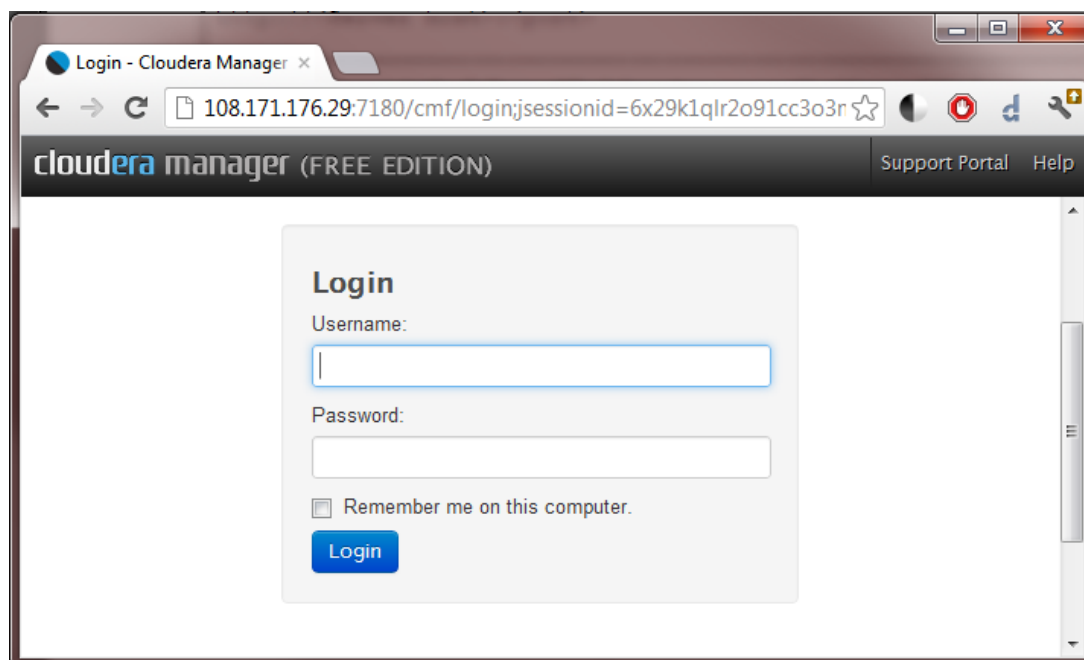 Login - Cloudera Manager
108.171.176.29:7180/cmf/login;jsessionid=6x29k1qlr2o91cc3o3r
cloudera manager (FREE EDITION)
Support Portal Help
Login
Username:
Password:
Remember me on this computer.
Login